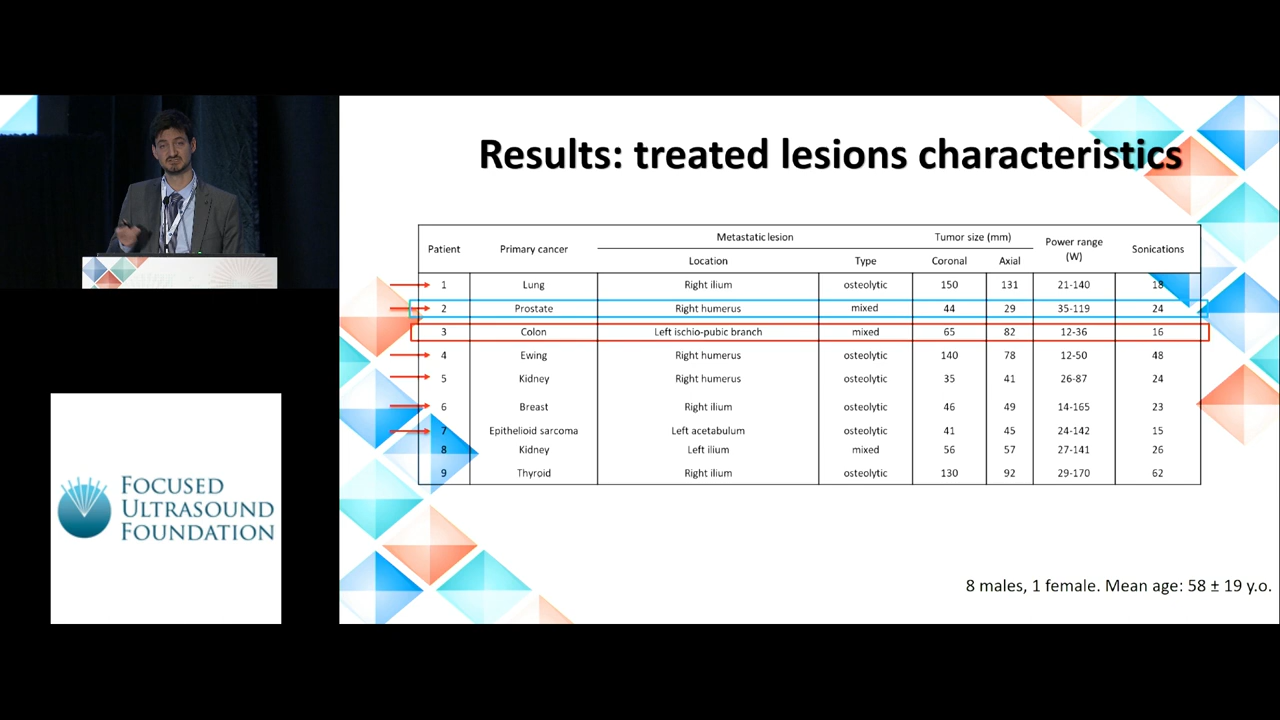 Results: treated lesions characteristics
Patient Primary cancer Metastatic lesion Tumor size (mm) Power range (W) Sonications
Location Type Coronal Axial
1 Lung Right ilium osteolytic 150 131 21-140 18
2 Prostate Right humerus mixed 44 29 35-119 24
3 Colon Left ischio-pubic branch mixed 65 82 12-36 16
4 Ewing Right humerus osteolytic 140 78 12-50 48
5 Kidney Right humerus osteolytic 35 41 26-87 24
6 Breast Right ilium osteolytic 46 49 14-165 23
7 Epithelioid sarcoma Left acetabulum osteolytic 41 45 24-142 15
8 Kidney Left ilium mixed 56 57 27-141 26
9 Thyroid Right ilium osteolytic 130 92 29-170 62
8 males, 1 female. Mean age: 58 ± 19 y.o.
FOCUSED
ULTRASOUND
FOUNDATION